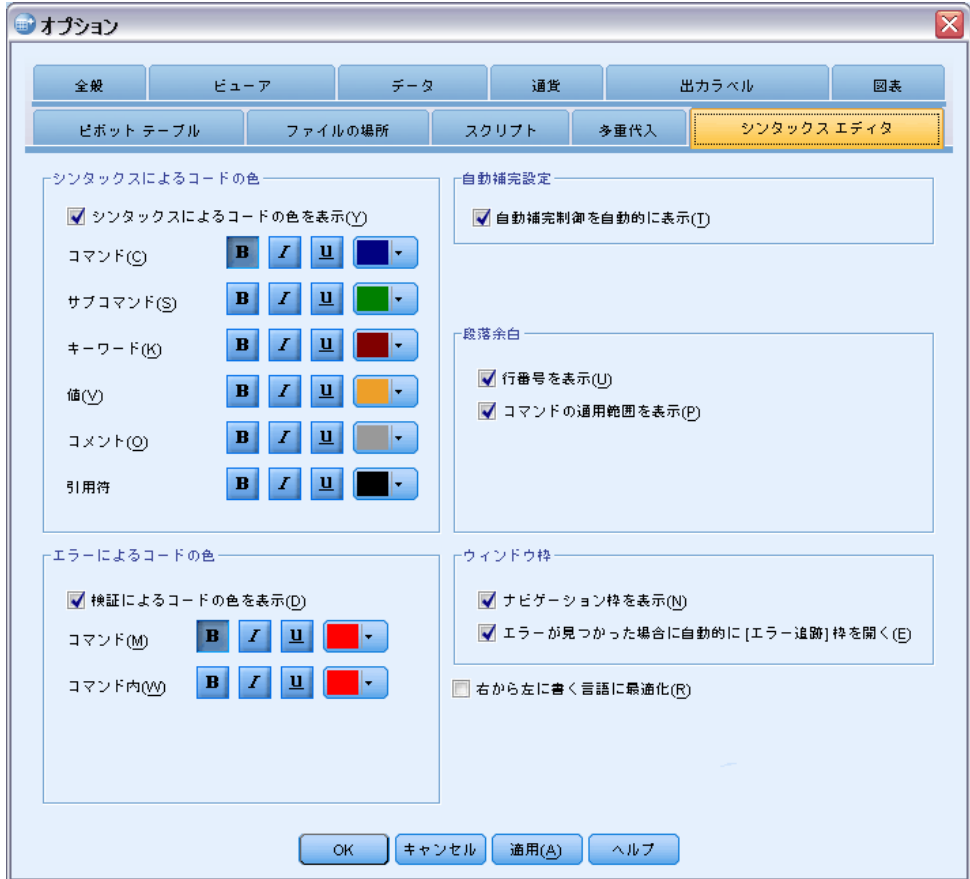 オプション
全般 ビューア データ 通貨 出力ラベル 図表
ピボット テーブル ファイルの場所 スクリプト 多重代入 シンタックス エディタ
シンタックスによるコードの色
シンタックスによるコードの色を表示(Y)
コマンド(C) B I U
サブコマンド(S) B I U
キーワード(K) B I U
値(V) B I U
コメント(O) B I U
引用符 B I U
自動補完設定
自動補完制御を自動的に表示(T)
段落余白
行番号を表示(U)
コマンドの適用範囲を表示(P)
エラーによるコードの色
検証によるコードの色を表示(D)
コマンド(M) B I U
コマンド内(W) B I U
ウィンドウ枠
ナビゲーション枠を表示(N)
エラーが見つかった場合に自動的に [エラー追跡] 枠を開く(E)
右から左に書く言語に最適化(R)
OK キャンセル 適用(A) ヘルプ